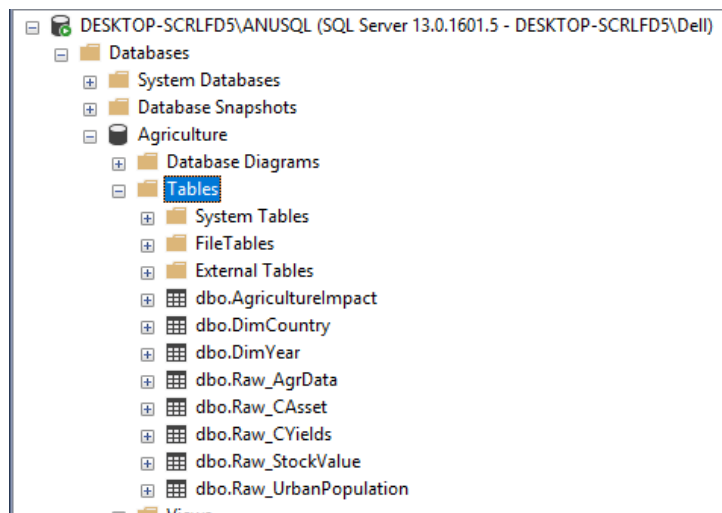 DESKTOP-SCRLFD5\ANUSQL (SQL Server 13.0.1601.5 - DESKTOP-SCRLFD5\Dell)
Databases
System Databases
Database Snapshots
Agriculture
Database Diagrams
Tables
System Tables
FileTables
External Tables
dbo.AgricultureImpact
dbo.DimCountry
dbo.DimYear
dbo.Raw_AgrData
dbo.Raw_CAsset
dbo.Raw_CYields
dbo.Raw_StockValue
dbo.Raw_UrbanPopulation
Views